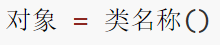 对象 = 类名称()